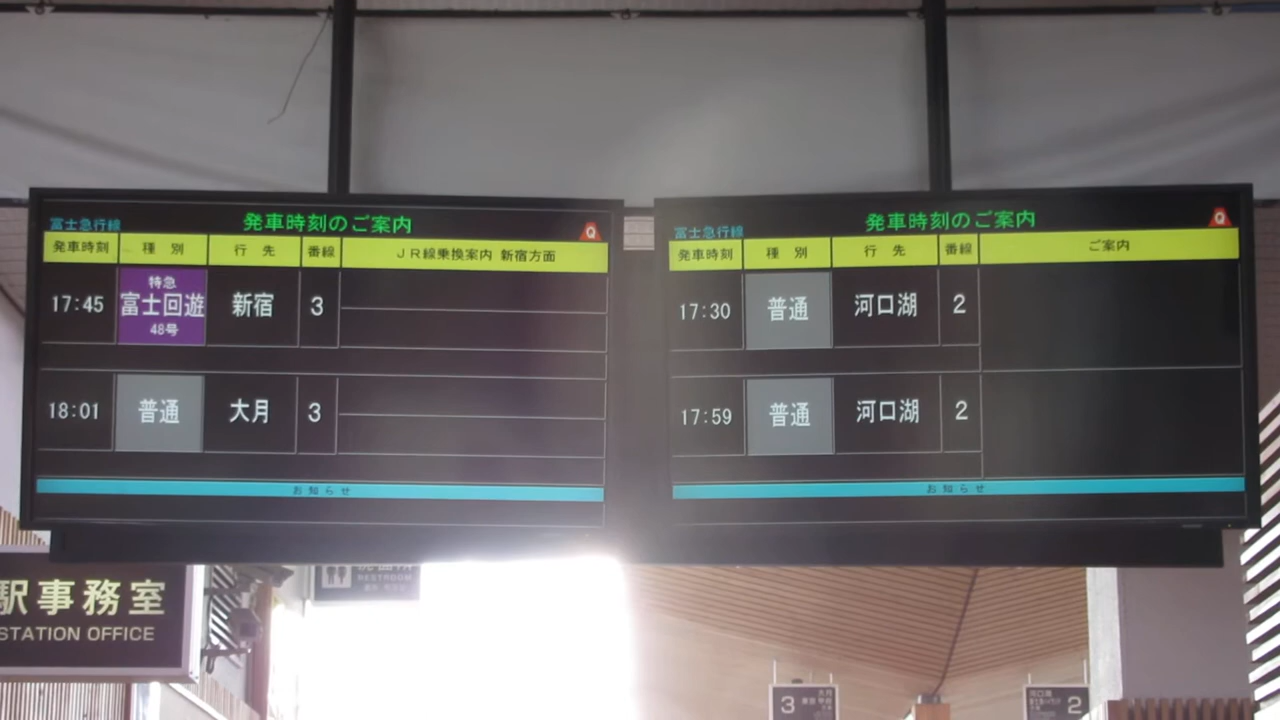 富士急行線
発車時刻のご案内
Q
発車時刻 種別 行先 番線 JR線乗換案内 新宿方面
17:45 特急 富士回遊 48号 新宿 3
18:01 普通 大月 3
お知らせ
富士急行線
発車時刻のご案内
Q
発車時刻 種別 行先 番線 ご案内
17:30 普通 河口湖 2
17:59 普通 河口湖 2
お知らせ
駅事務室
STATION OFFICE
RESTROOM
3 大月
河口湖
2